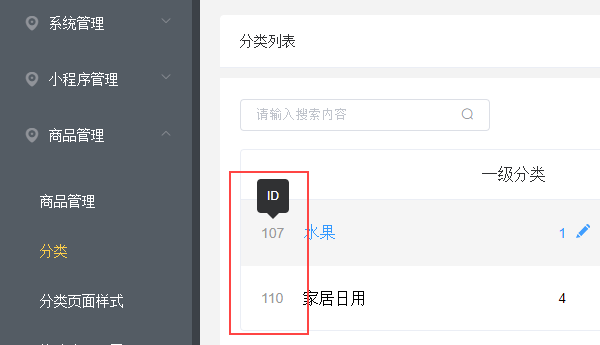 系统管理
小程序管理
商品管理
商品管理
分类
分类页面样式
分类列表
请输入搜索内容
一级分类
ID
107 水果 1
110 家居日用 4